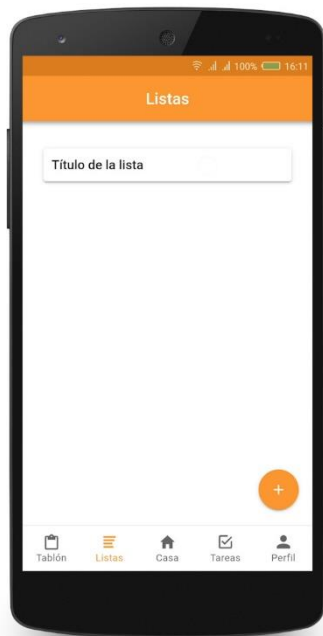 100% 16:11
Listas
Título de la lista
+
Tablón Listas Casa Tareas Perfil